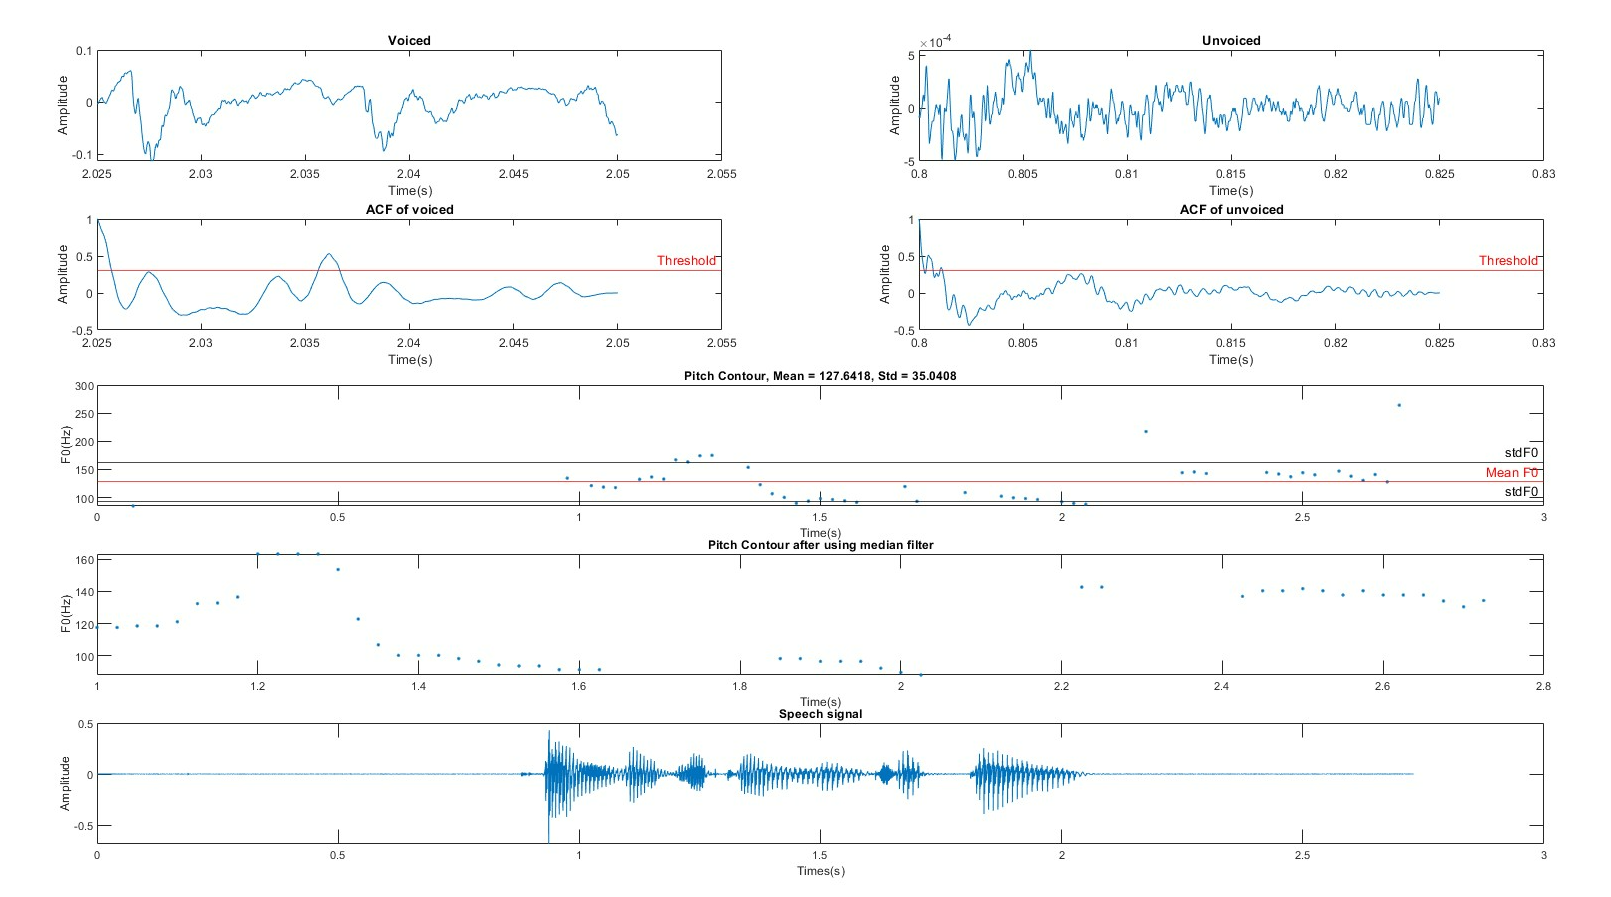 Voiced
Amplitude
0.1
0
-0.1
2.025 2.03 2.035 2.04 2.045 2.05 2.055
Time(s)
Unvoiced
×10-4
Amplitude
5
0
-5
0.8 0.805 0.81 0.815 0.82 0.825 0.83
Time(s)
ACF of voiced
Amplitude
1
0.5
0
-0.5
Threshold
2.025 2.03 2.035 2.04 2.045 2.05 2.055
Time(s)
ACF of unvoiced
Amplitude
1
0.5
0
-0.5
Threshold
0.8 0.805 0.81 0.815 0.82 0.825 0.83
Time(s)
Pitch Contour, Mean = 127.6418, Std = 35.0408
F0(Hz)
300
250
200
150
100
stdF0
Mean F0
stdF0
0 0.5 1 1.5 2 2.5 3
Time(s)
Pitch Contour after using median filter
F0(Hz)
160
140
120
100
1 1.2 1.4 1.6 1.8 2 2.2 2.4 2.6 2.8
Time(s)
Speech signal
Amplitude
0.5
0
-0.5
0 0.5 1 1.5 2 2.5 3
Times(s)